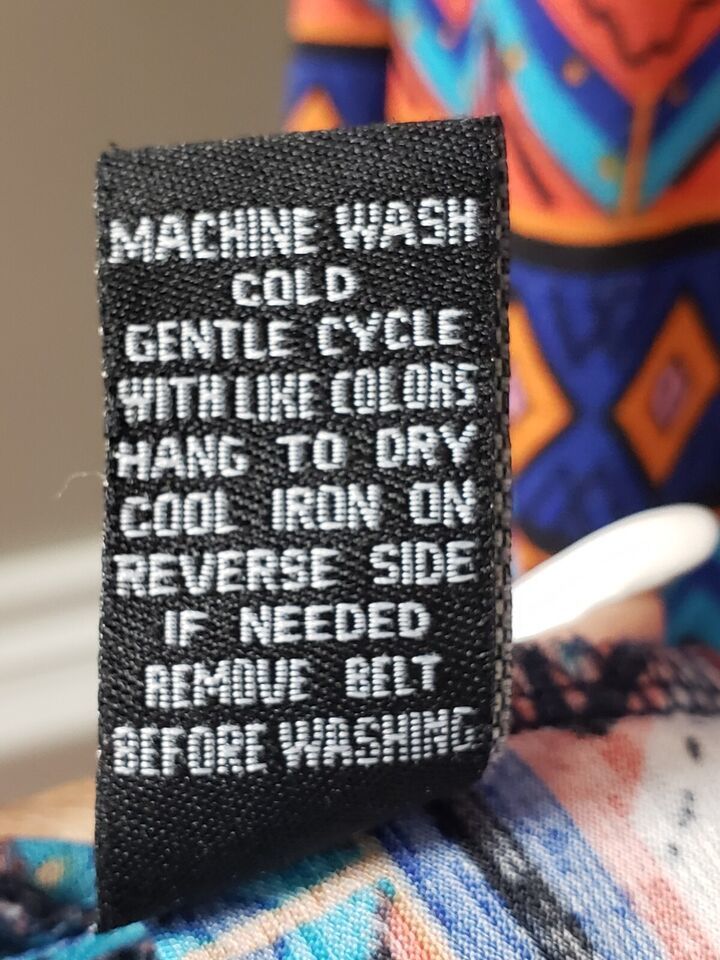 MACHINE WASH
COLD
GENTLE CYCLE
WITH LIKE COLORS
HANG TO DRY
COOL IRON ON
REVERSE SIDE
IF NEEDED
REMOVE BELT
BEFORE WASHING